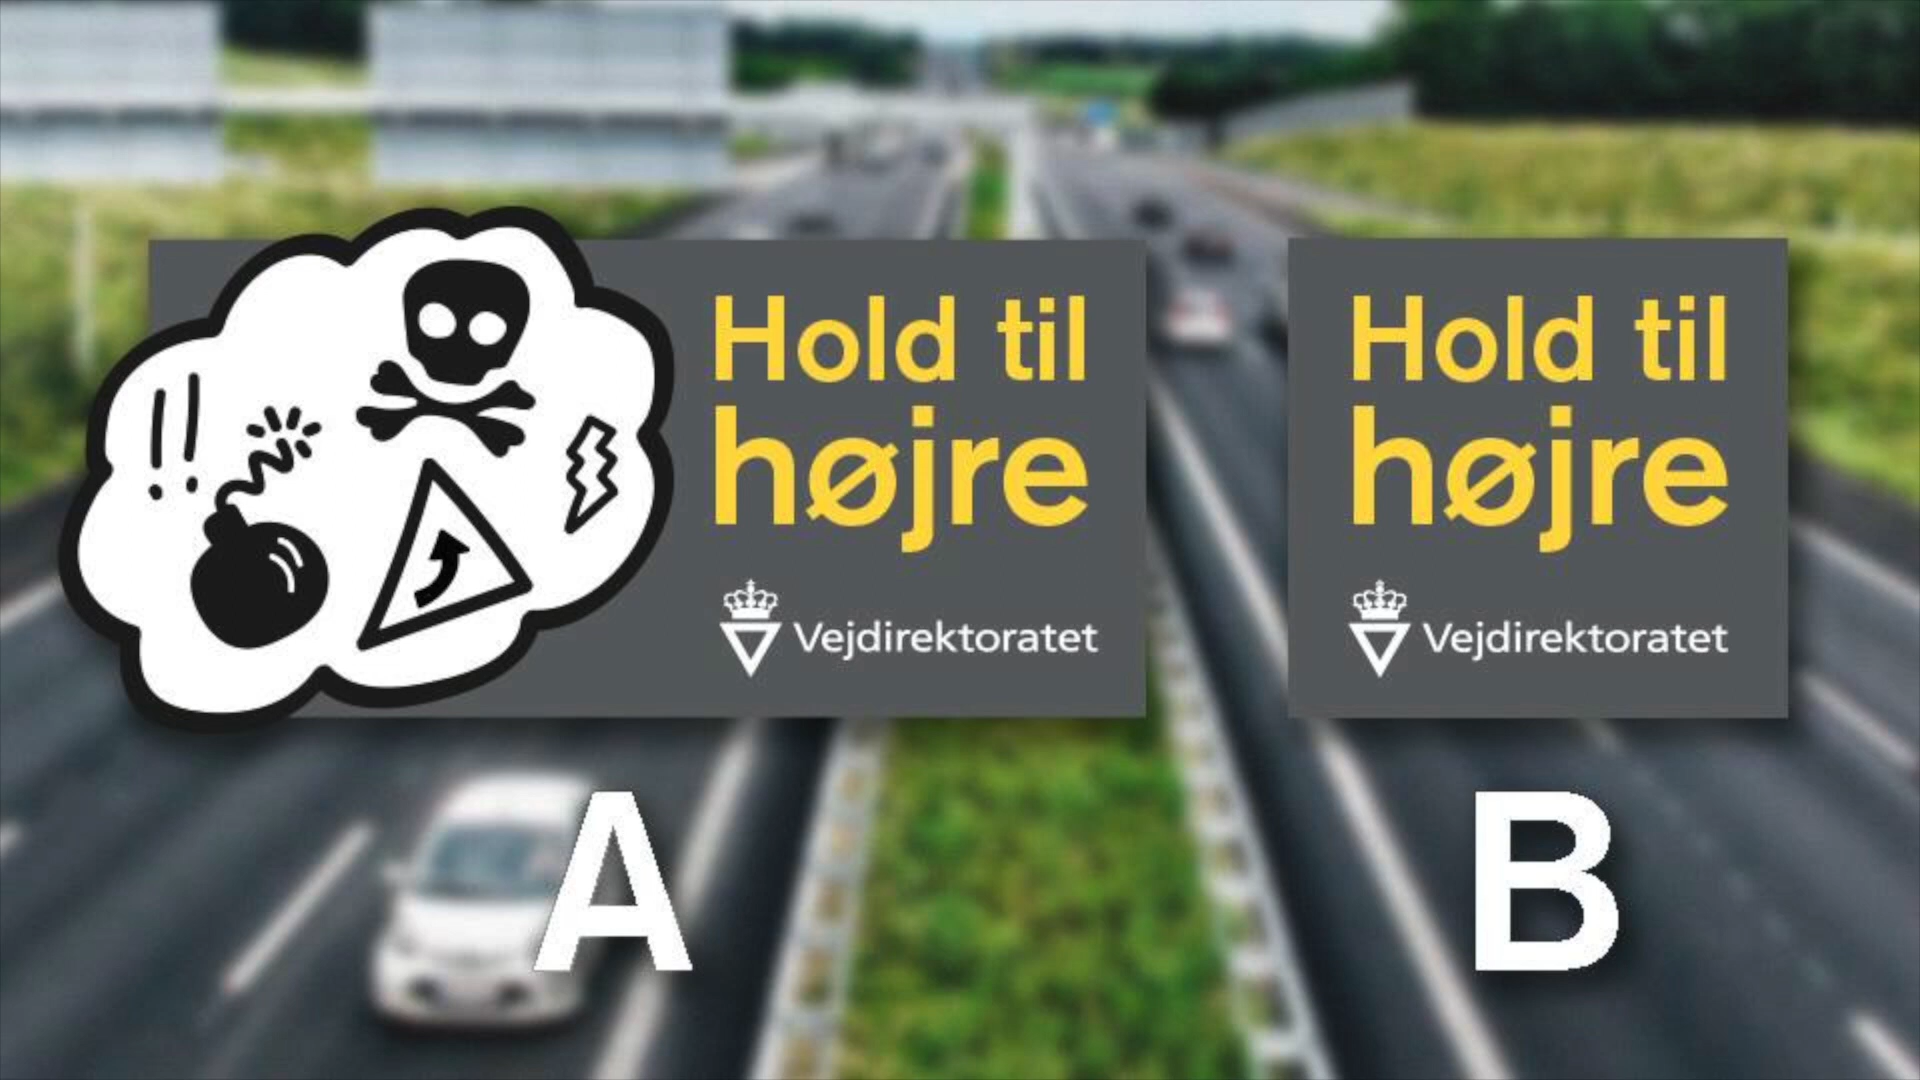 !!
Hold til
højre
Vejdirektoratet
Hold til
højre
Vejdirektoratet
A
B